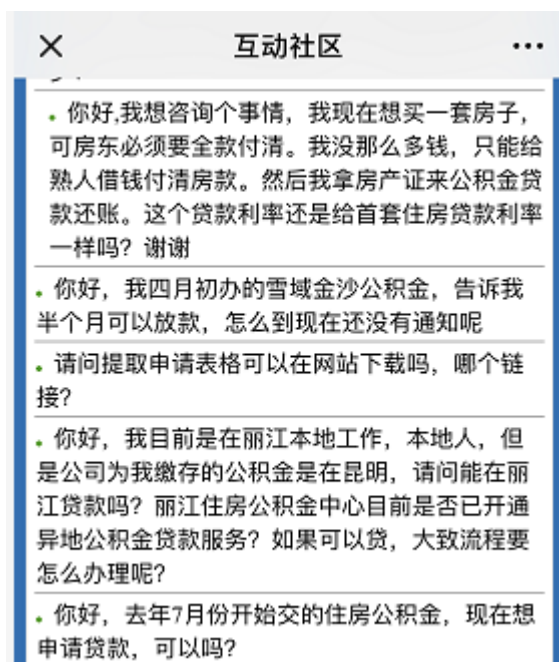 互动社区
· 你好,我想咨询个事情，我现在想买一套房子，
可房东必须要全款付清。我没那么多钱，只能给
熟人借钱付清房款。然后我拿房产证来公积金贷
款还账。这个贷款利率还是给首套住房贷款利率
一样吗？谢谢
· 你好，我四月初办的雪域金沙公积金，告诉我
半个月可以放款，怎么到现在还没有通知呢
· 请问提取申请表格可以在网站下载吗，哪个链
接？
· 你好，我目前是在丽江本地工作，本地人，但
是公司为我缴存的公积金是在昆明，请问能在丽
江贷款吗？丽江住房公积金中心目前是否已开通
异地公积金贷款服务？如果可以贷，大致流程要
怎么办理呢？
· 你好，去年7月份开始交的住房公积金，现在想
申请贷款，可以吗？